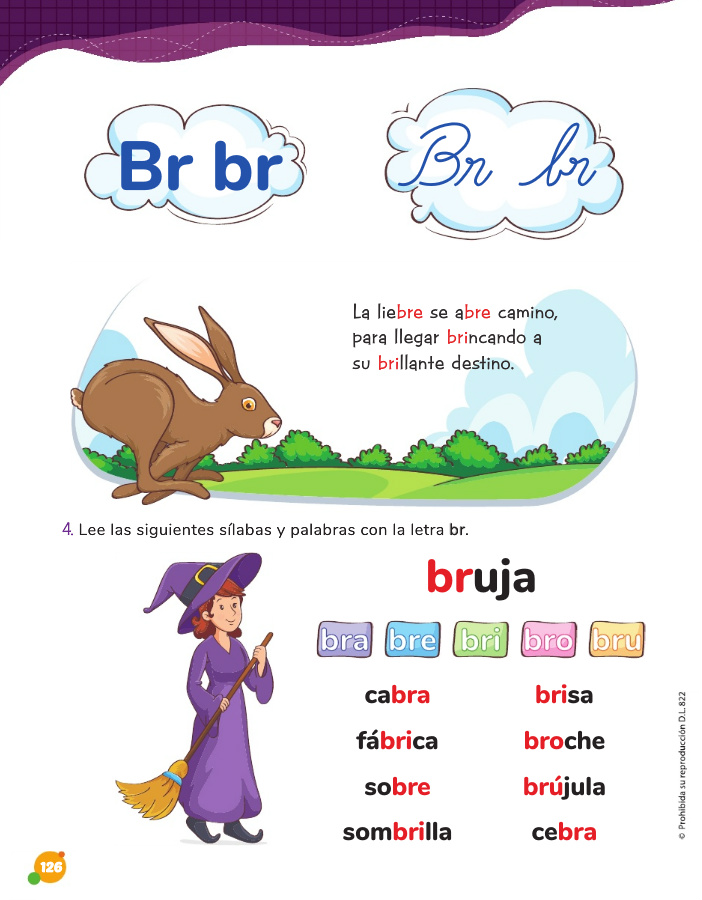 Br br
Br br
La liebre se abre camino,
para llegar brincando a
su brillante destino.
4. Lee las siguientes sílabas y palabras con la letra br.
bruja
bra bre bri bro bru
cabra brisa
fábrica broche
sobre brújula
sombrilla cebra
© Prohibida su reproducción D.L. 822
126